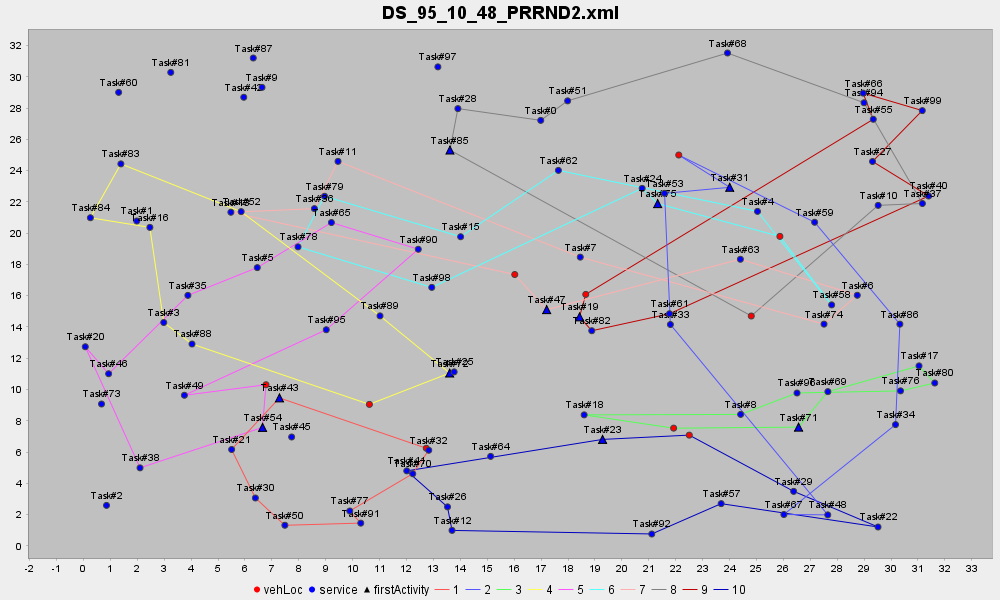 DS_95_10_48_PRRND2.xml
Task#68
Task#87
Task#97
Task#81
Task#9
Task#60
Task#42
Task#66
Task#94
Task#99
Task#28
Task#51
Task#0
Task#55
Task#85
Task#11
Task#83
Task#27
Task#62
Task#79
Task#24
Task#53
Task#31
Task#40
Task#37
Task#10
Task#84
Task#1
Task#16
Task#52
Task#65
Task#4
Task#59
Task#15
Task#78
Task#90
Task#7
Task#63
Task#5
Task#98
Task#35
Task#6
Task#58
Task#47
Task#19
Task#61
Task#3
Task#89
Task#33
Task#74
Task#86
Task#95
Task#82
Task#20
Task#88
Task#46
Task#25
Task#72
Task#17
Task#49
Task#43
Task#69
Task#76
Task#80
Task#73
Task#18
Task#8
Task#71
Task#54
Task#45
Task#23
Task#34
Task#21
Task#32
Task#64
Task#38
Task#70
Task#29
Task#30
Task#26
Task#57
Task#2
Task#77
Task#67
Task#48
Task#50
Task#91
Task#12
Task#92
Task#22
32
30
28
26
24
22
20
18
16
14
12
10
8
6
4
2
0
-2 -1 0 1 2 3 4 5 6 7 8 9 10 11 12 13 14 15 16 17 18 19 20 21 22 23 24 25 26 27 28 29 30 31 32 33
vehLoc service firstActivity 1 2 3 4 5 6 7 8 9 10